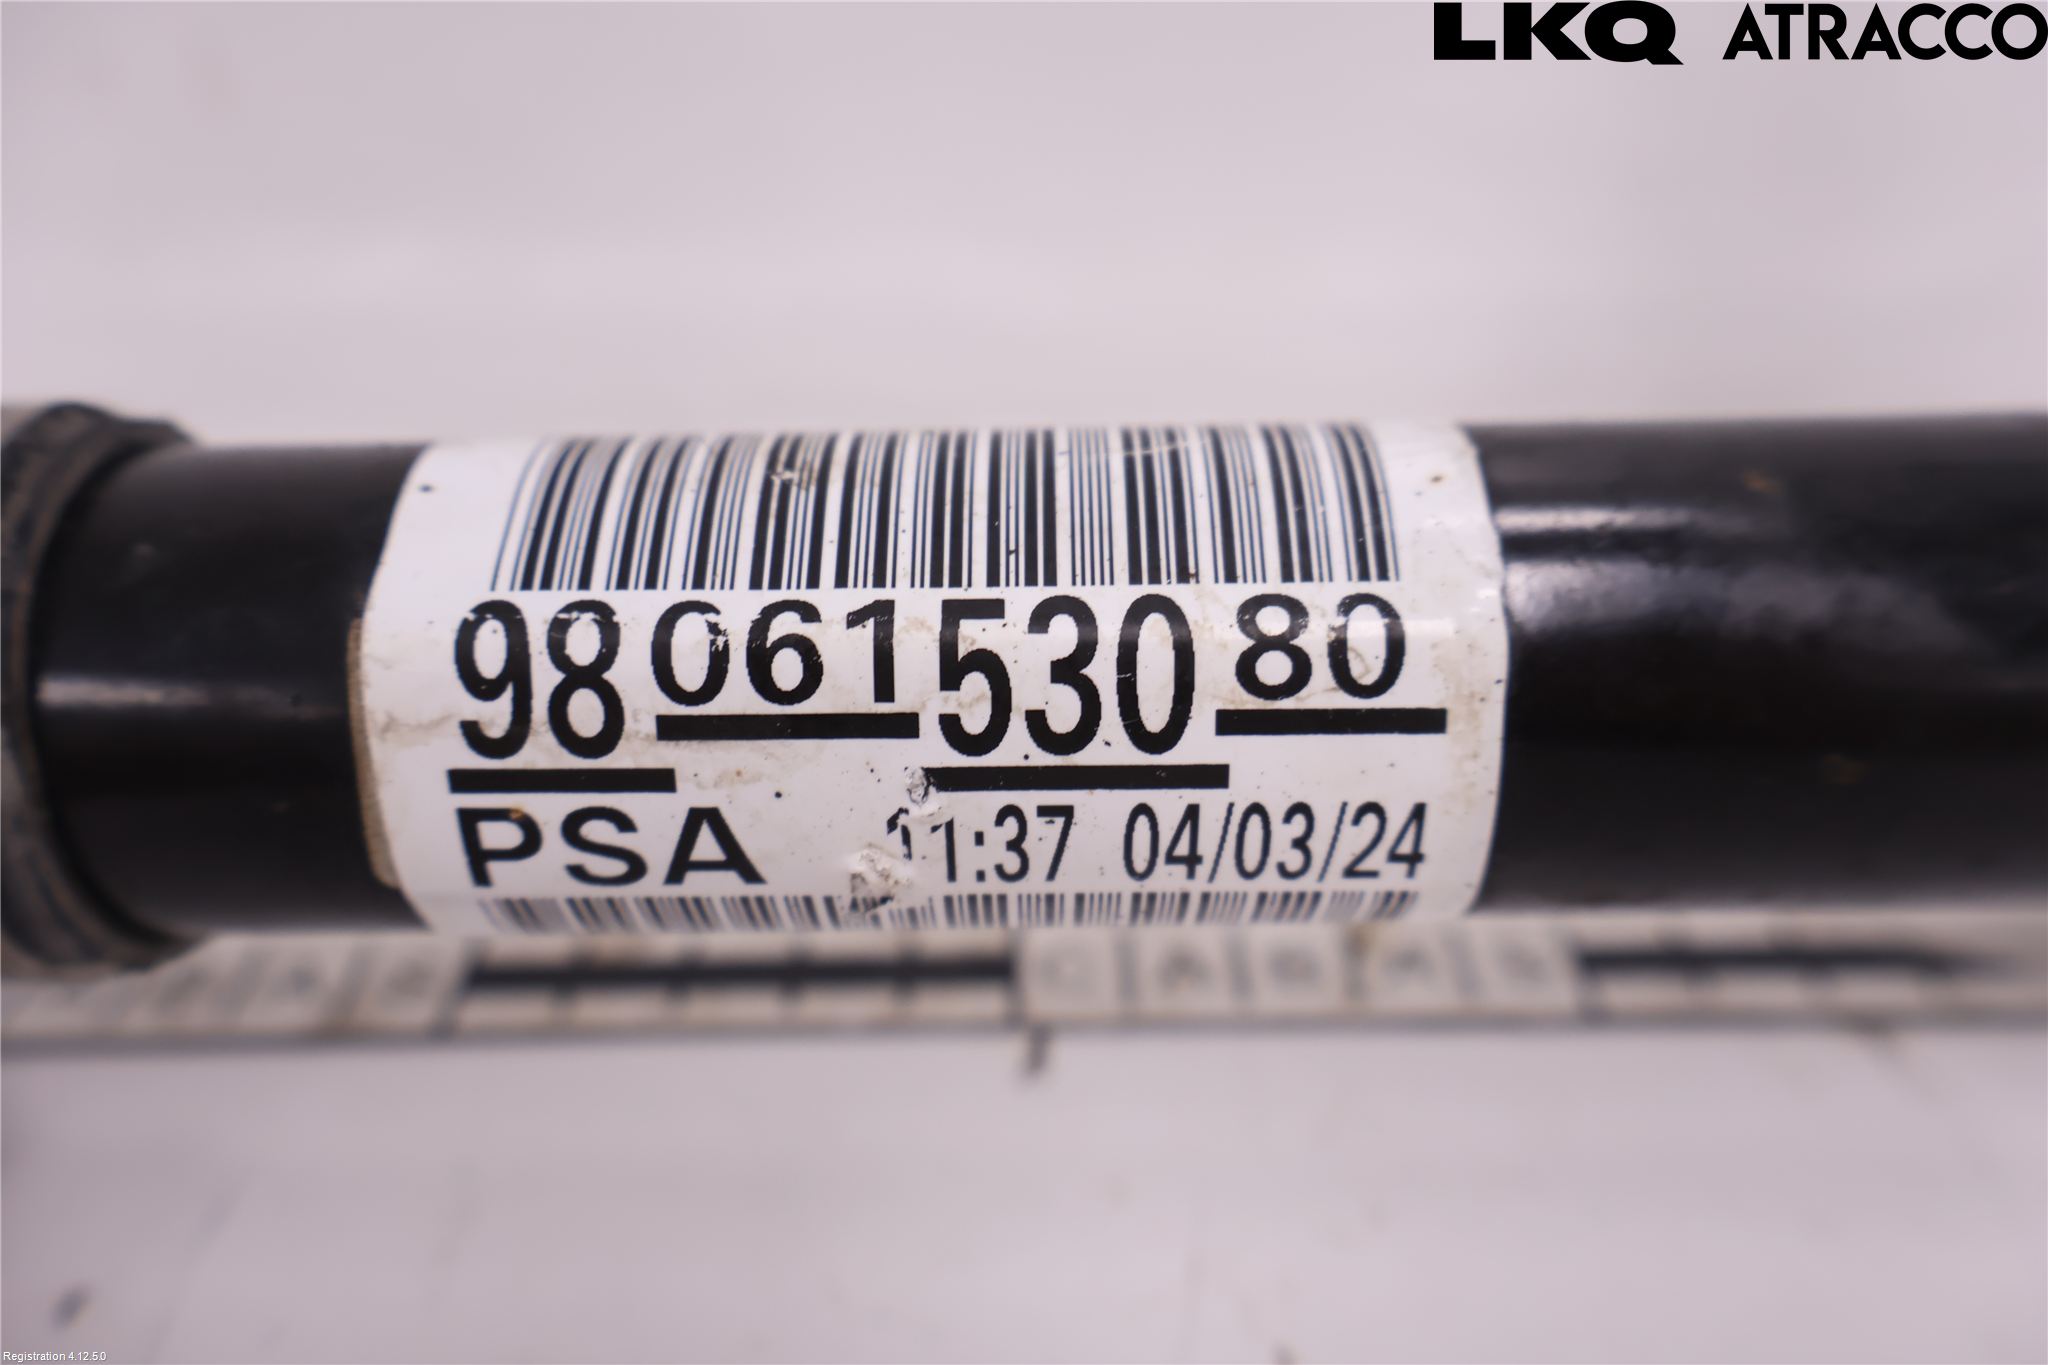 LKQ ATRACCO
9806153080
PSA 11:37 04/03/24
Registration 4.12.5.0